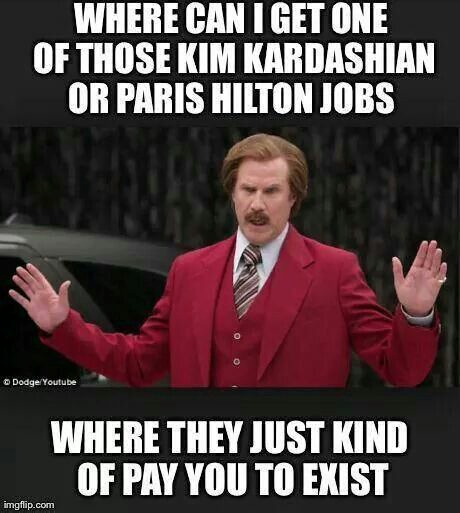 WHERE CAN I GET ONE
OF THOSE KIM KARDASHIAN
OR PARIS HILTON JOBS
© Dodge/Youtube
WHERE THEY JUST KIND
OF PAY YOU TO EXIST
imgflip.com